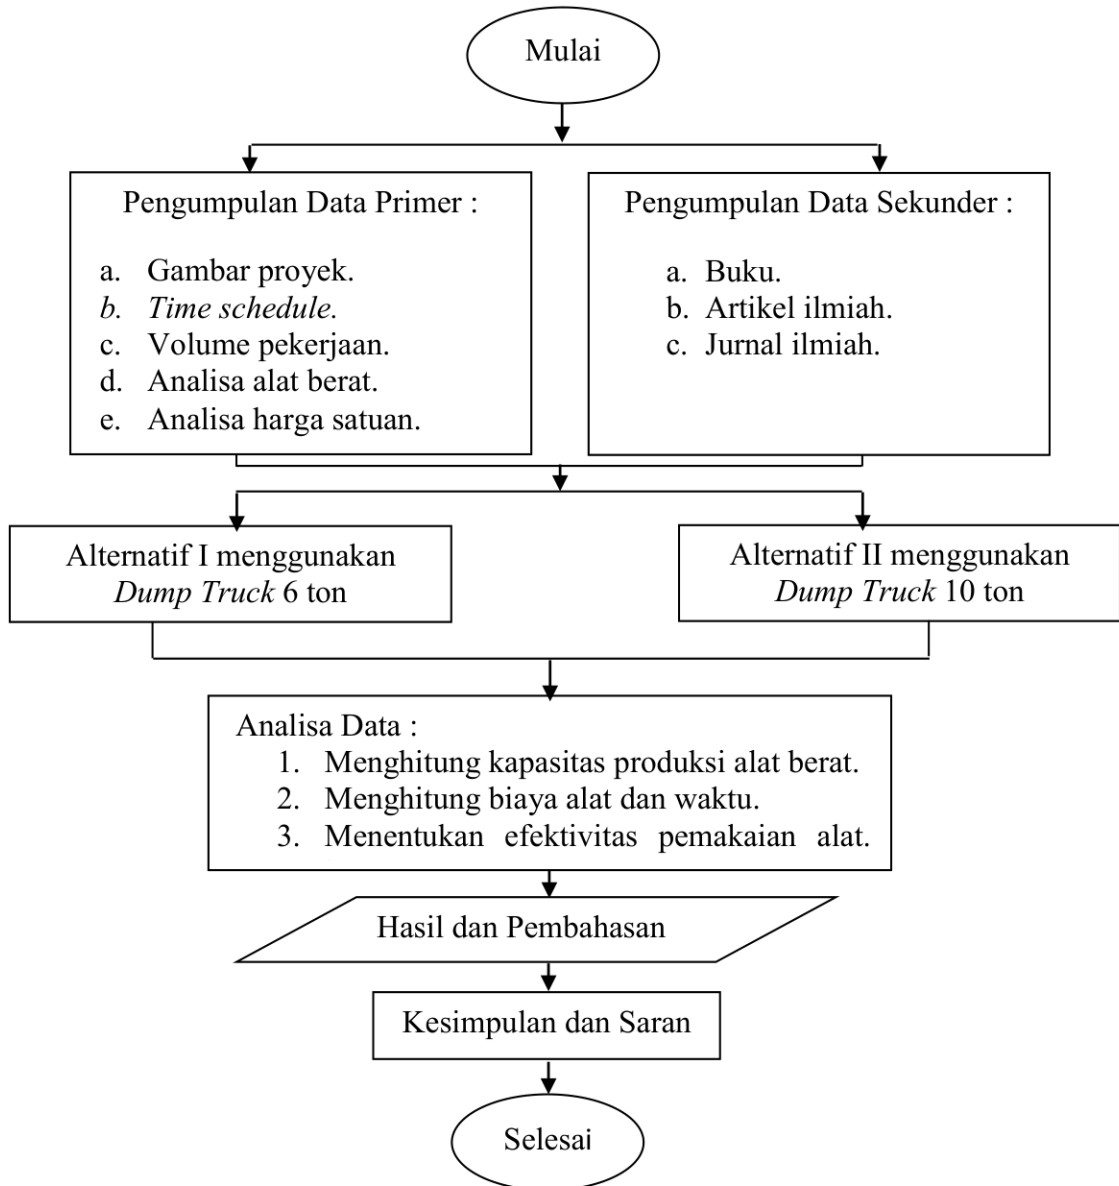 Mulai
Pengumpulan Data Primer :
a. Gambar proyek.
b. Time schedule.
c. Volume pekerjaan.
d. Analisa alat berat.
e. Analisa harga satuan.
Pengumpulan Data Sekunder :
a. Buku.
b. Artikel ilmiah.
c. Jurnal ilmiah.
Alternatif I menggunakan
Dump Truck 6 ton
Alternatif II menggunakan
Dump Truck 10 ton
Analisa Data :
1. Menghitung kapasitas produksi alat berat.
2. Menghitung biaya alat dan waktu.
3. Menentukan efektivitas pemakaian alat.
Hasil dan Pembahasan
Kesimpulan dan Saran
Selesai